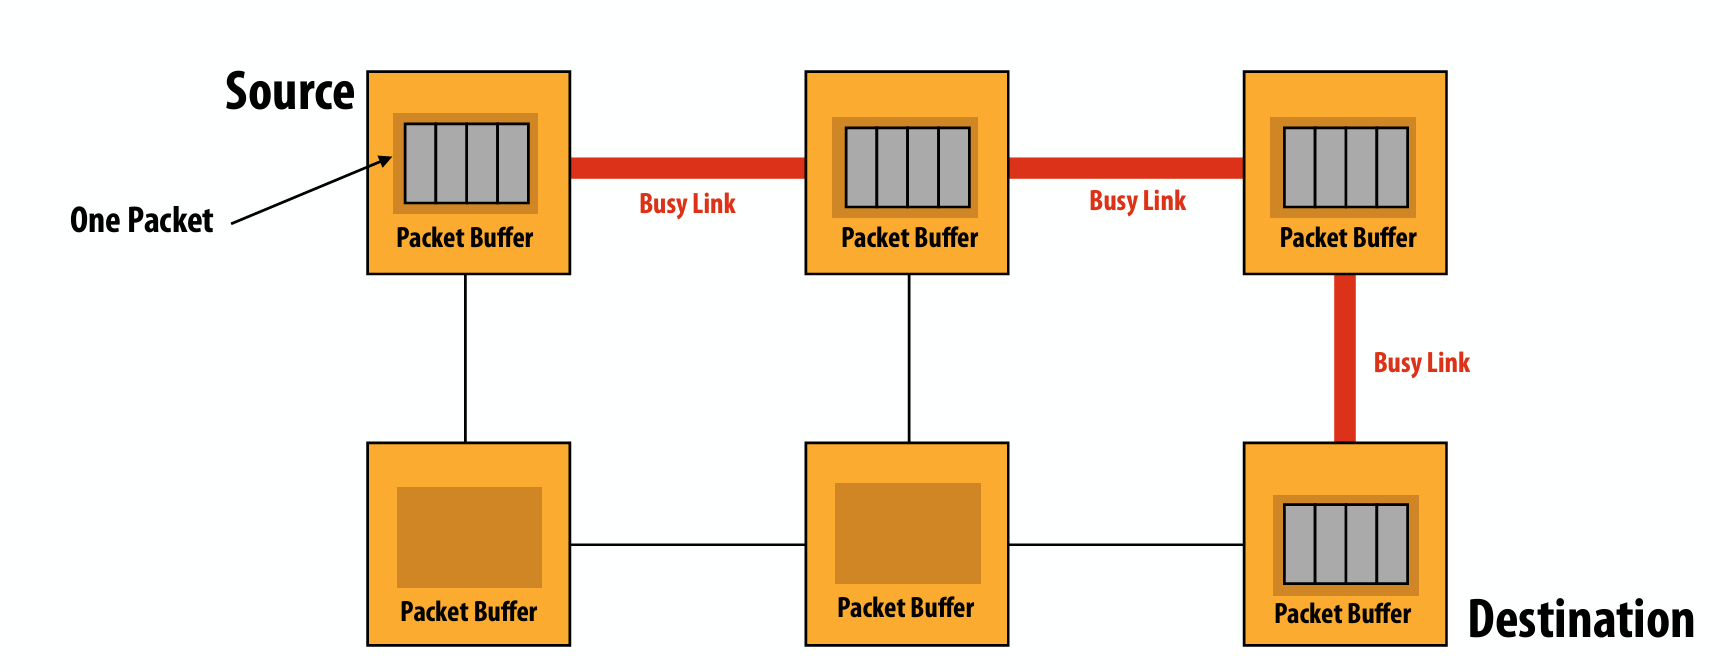 Source
One Packet
Packet Buffer
Busy Link
Packet Buffer
Busy Link
Packet Buffer
Busy Link
Packet Buffer
Packet Buffer
Packet Buffer
Destination